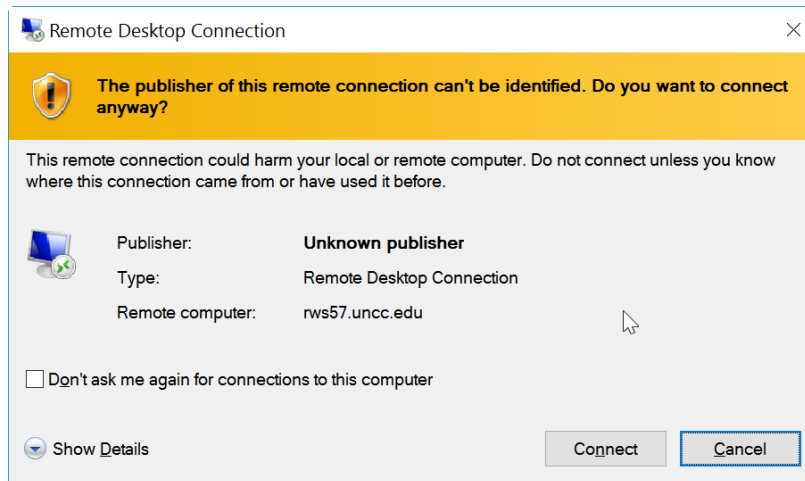 Remote Desktop Connection
The publisher of this remote connection can't be identified. Do you want to connect
anyway?
This remote connection could harm your local or remote computer. Do not connect unless you know
where this connection came from or have used it before.
Publisher: Unknown publisher
Type: Remote Desktop Connection
Remote computer: rws57.uncc.edu
Don't ask me again for connections to this computer
Show Details Connect Cancel